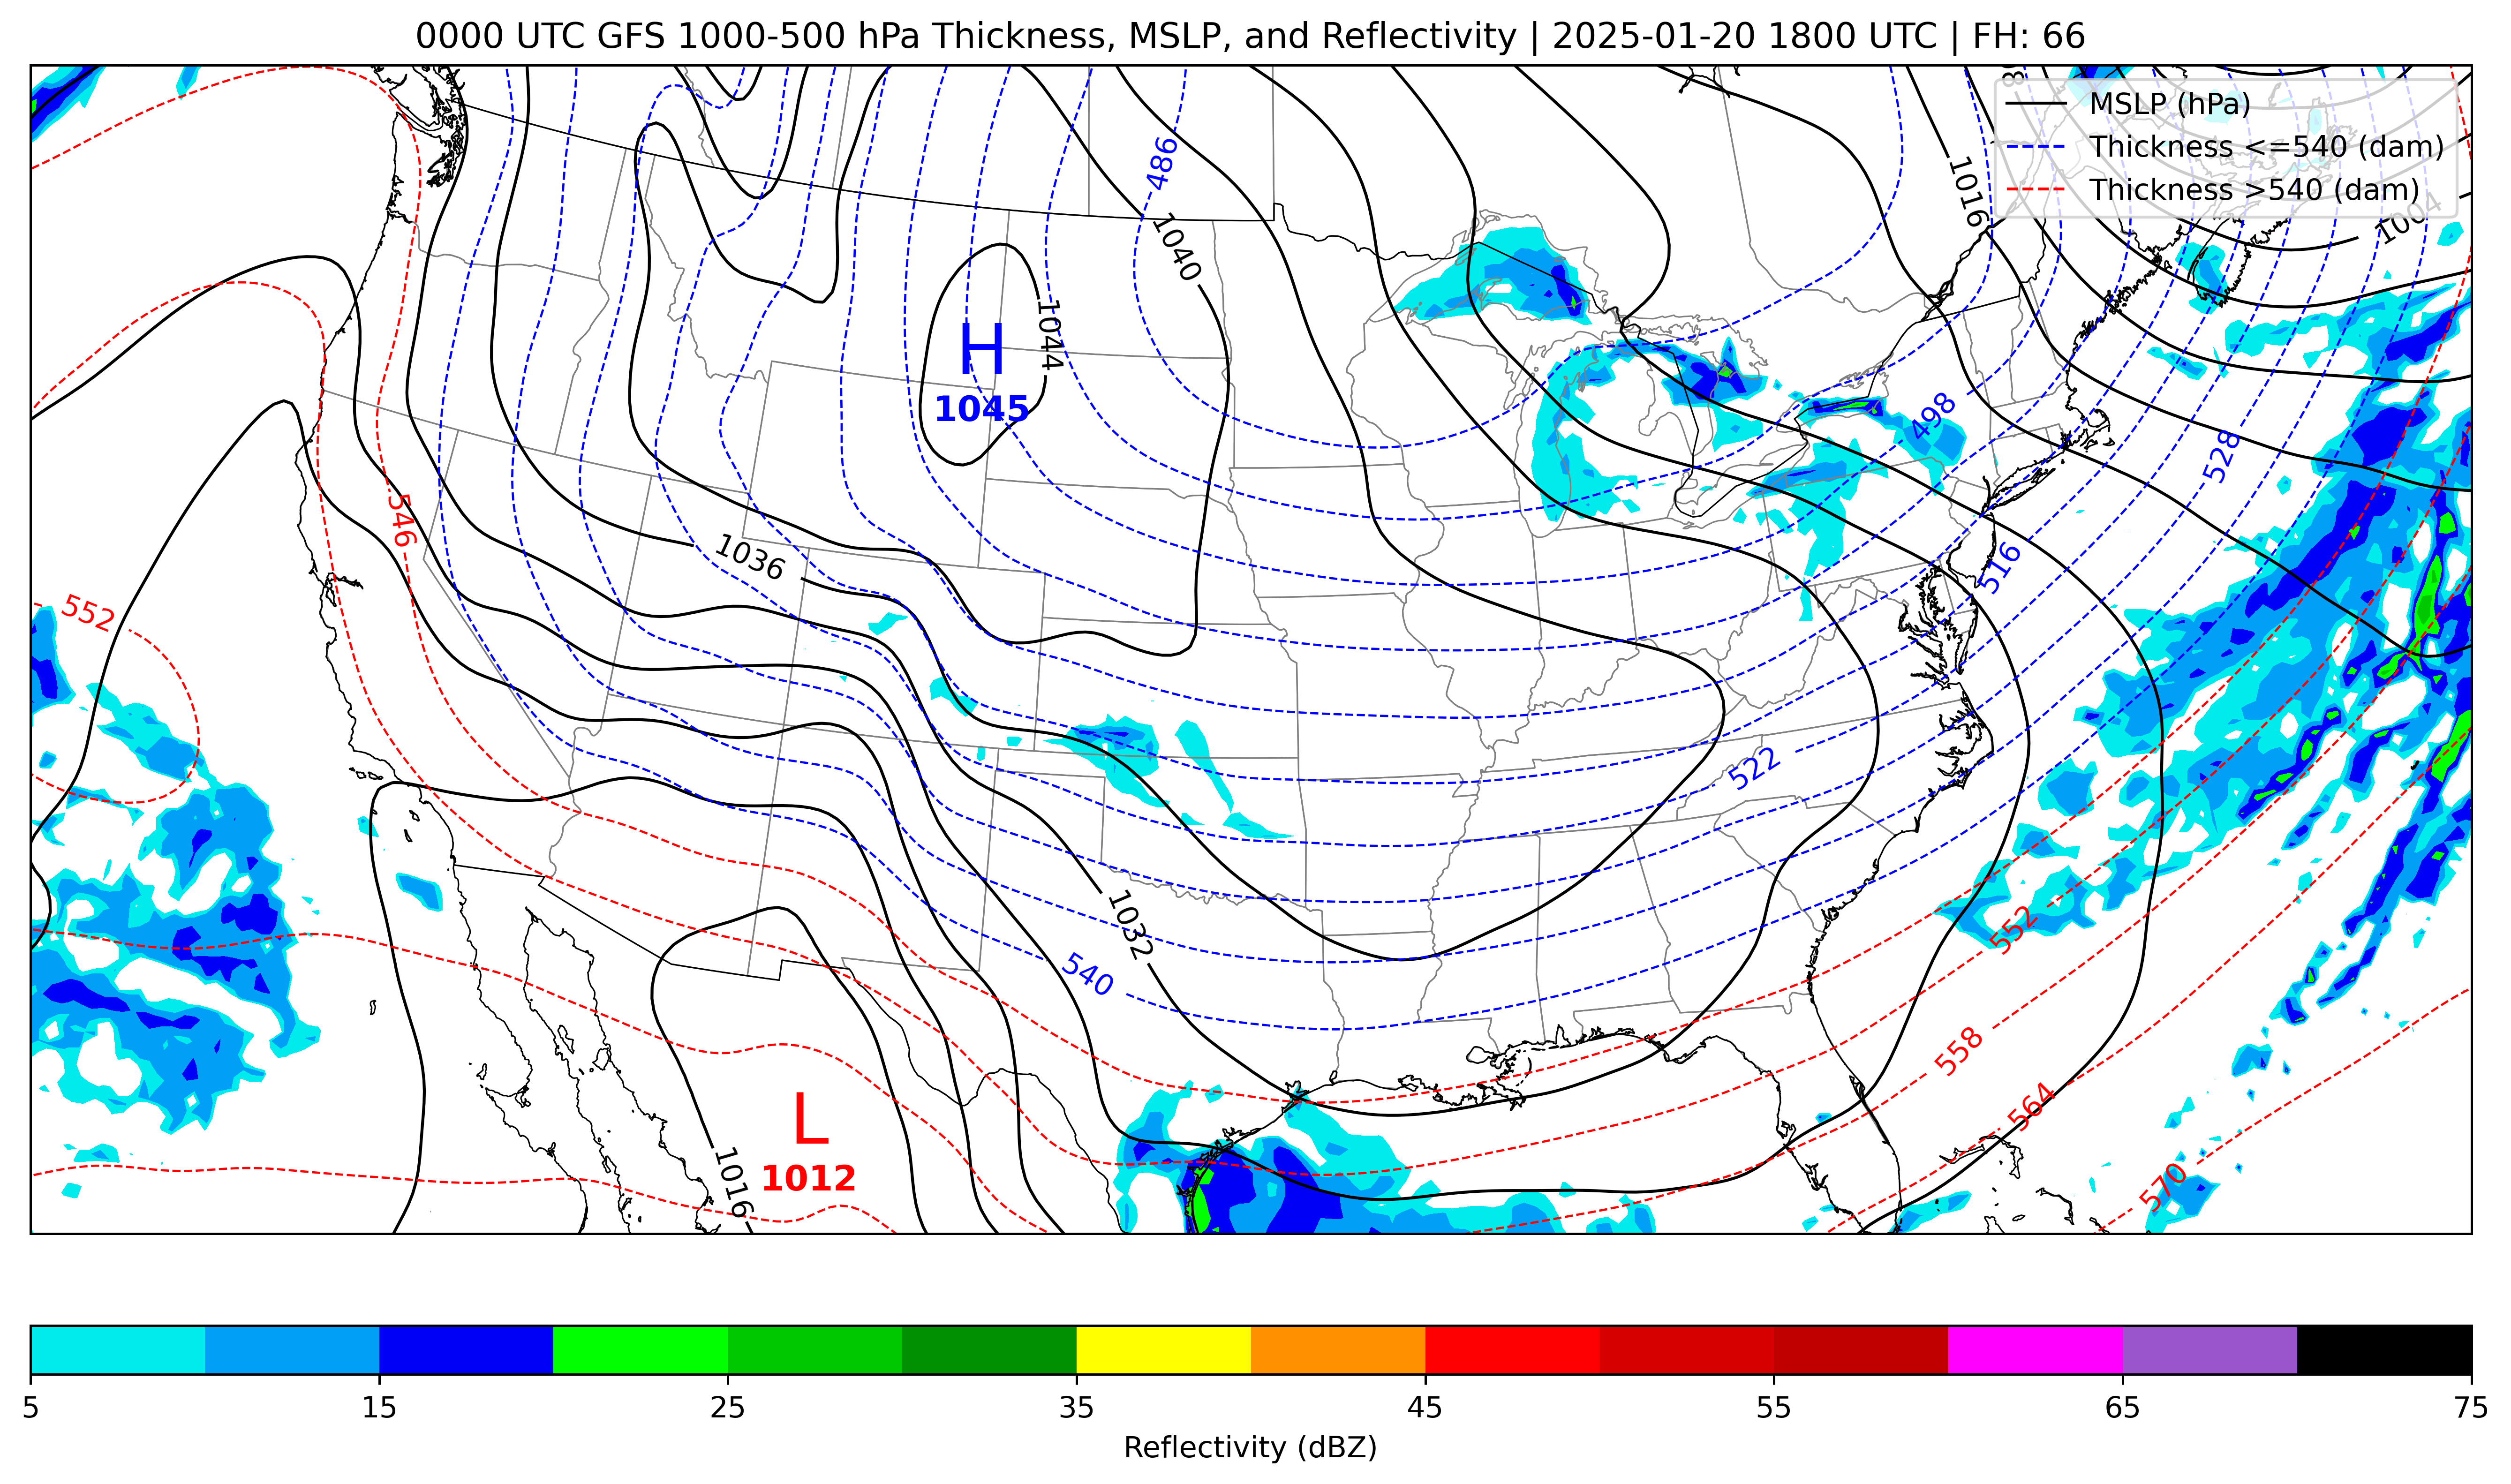 0000 UTC GFS 1000-500 hPa Thickness, MSLP, and Reflectivity | 2025-01-20 1800 UTC | FH: 66
MSLP (hPa)
Thickness <=540 (dam)
Thickness >540 (dam)
486
1016
1004
1040
1044
H
1045
498
528
546
1036
516
552
522
1032
552
540
558
564
L
1012
1016
570
5 15 25 35 45 55 65 75
Reflectivity (dBZ)